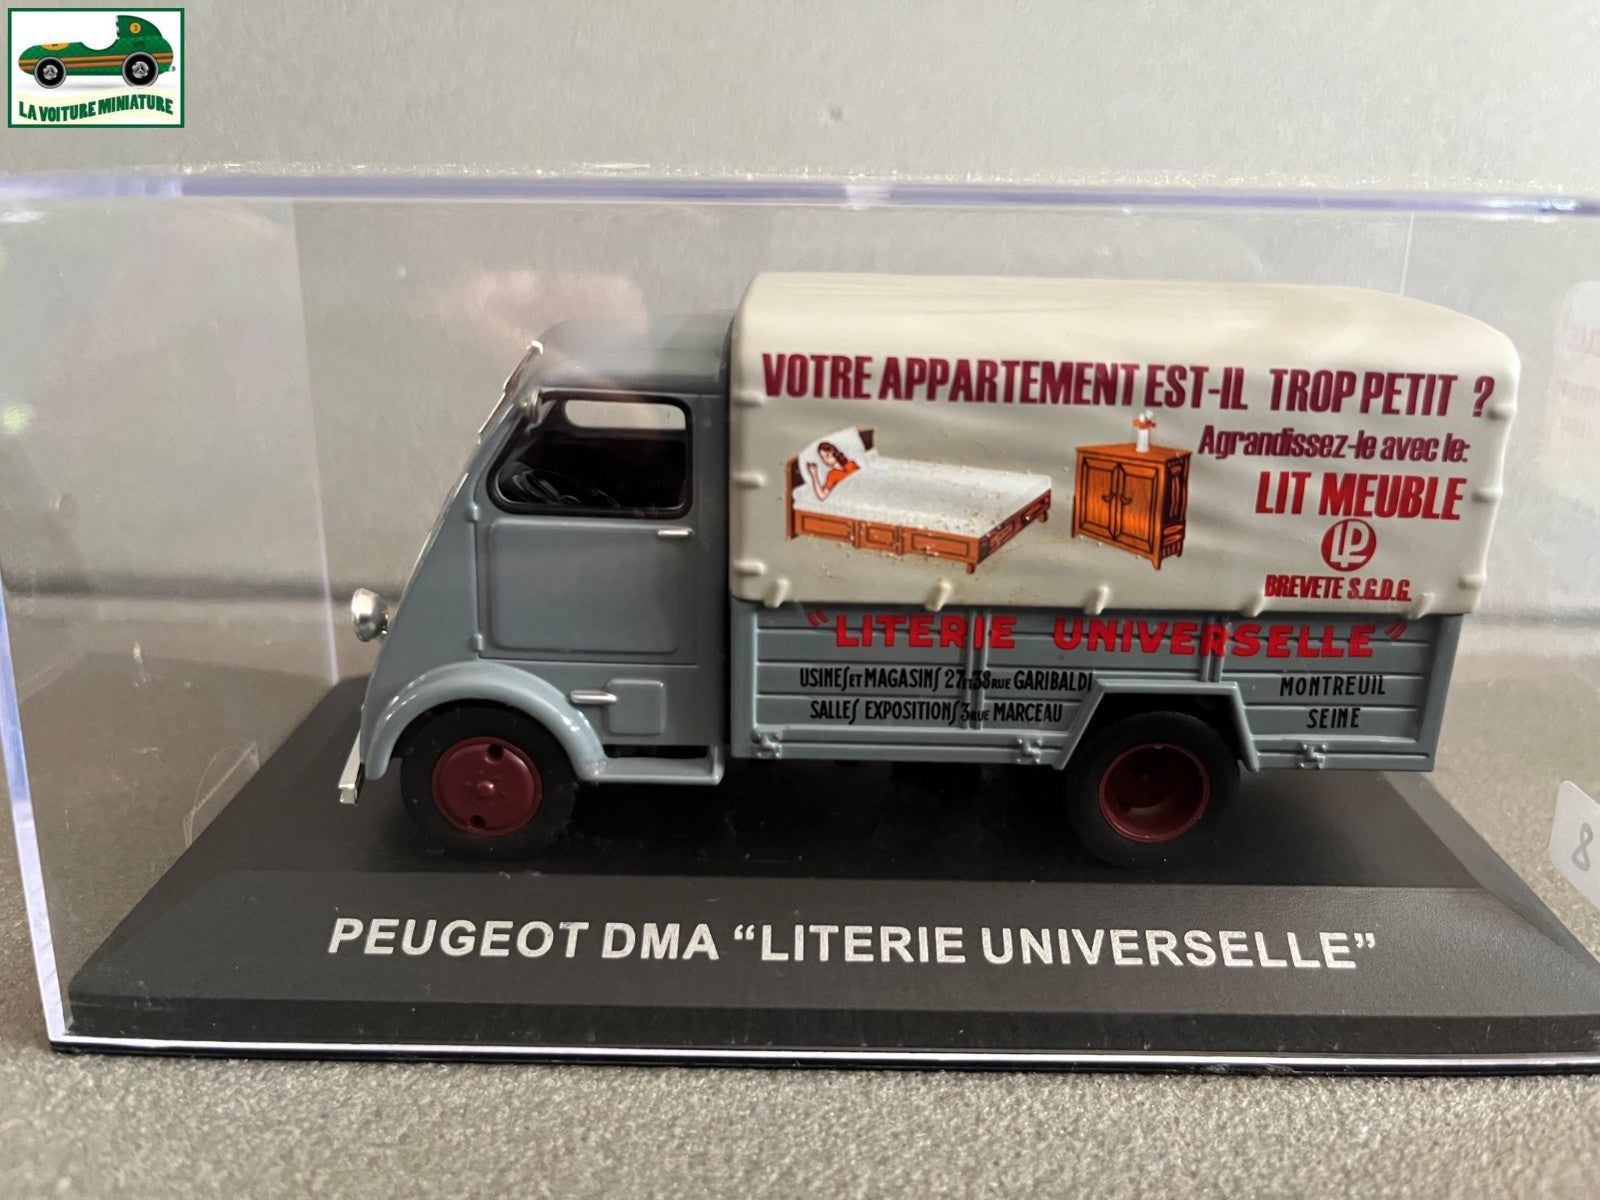 LA VOITURE MINIATURE
VOTRE APPARTEMENT EST-IL TROP PETIT ?
Agrandissez-le avec le:
LIT MEUBLE
LP
BREVETE S.G.D.G.
"LITERIE UNIVERSELLE"
USINES ET MAGASINS 27 ET 38 RUE GARIBALDI MONTREUIL
SALLES EXPOSITIONS 3 RUE MARCEAU SEINE
8
PEUGEOT DMA “LITERIE UNIVERSELLE”